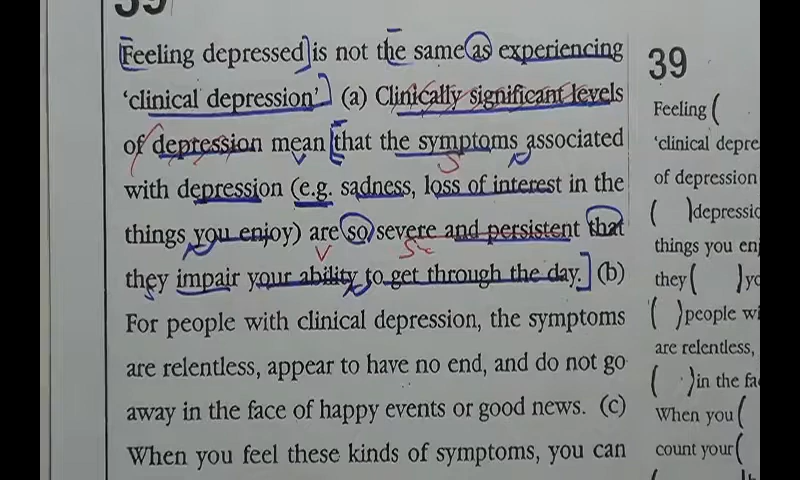 39
Feeling depressed is not the same as experiencing
'clinical depression' (a) Clinically significant levels
of depression mean that the symptoms associated
with depression (e.g. sadness, loss of interest in the
things you enjoy) are so severe and persistent that
they impair your ability to get through the day. (b)
For people with clinical depression, the symptoms
are relentless, appear to have no end, and do not go
away in the face of happy events or good news. (c)
When you feel these kinds of symptoms, you can
39
Feeling (
'clinical depre
of depression
( )depressio
things you enj
they ( ) yo
( )people wi
are relentless,
( )in the fa
When you (
count your (